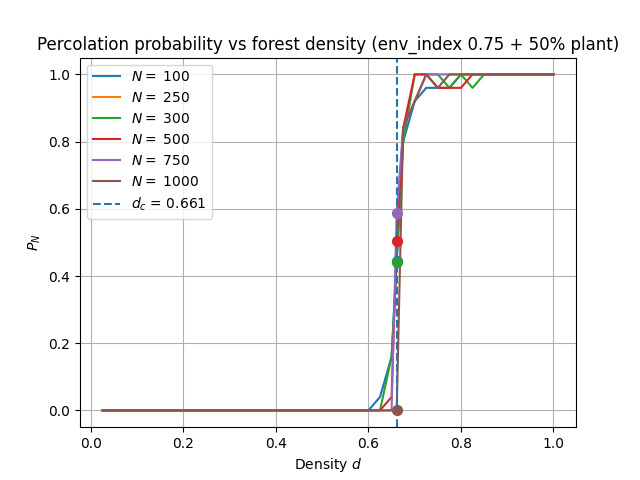 Percolation probability vs forest density (env_index 0.75 + 50% plant)
1.0
0.8
0.6
0.4
0.2
0.0
P_N
N = 100
N = 250
N = 300
N = 500
N = 750
N = 1000
d_c = 0.661
0.0 0.2 0.4 0.6 0.8 1.0
Density d